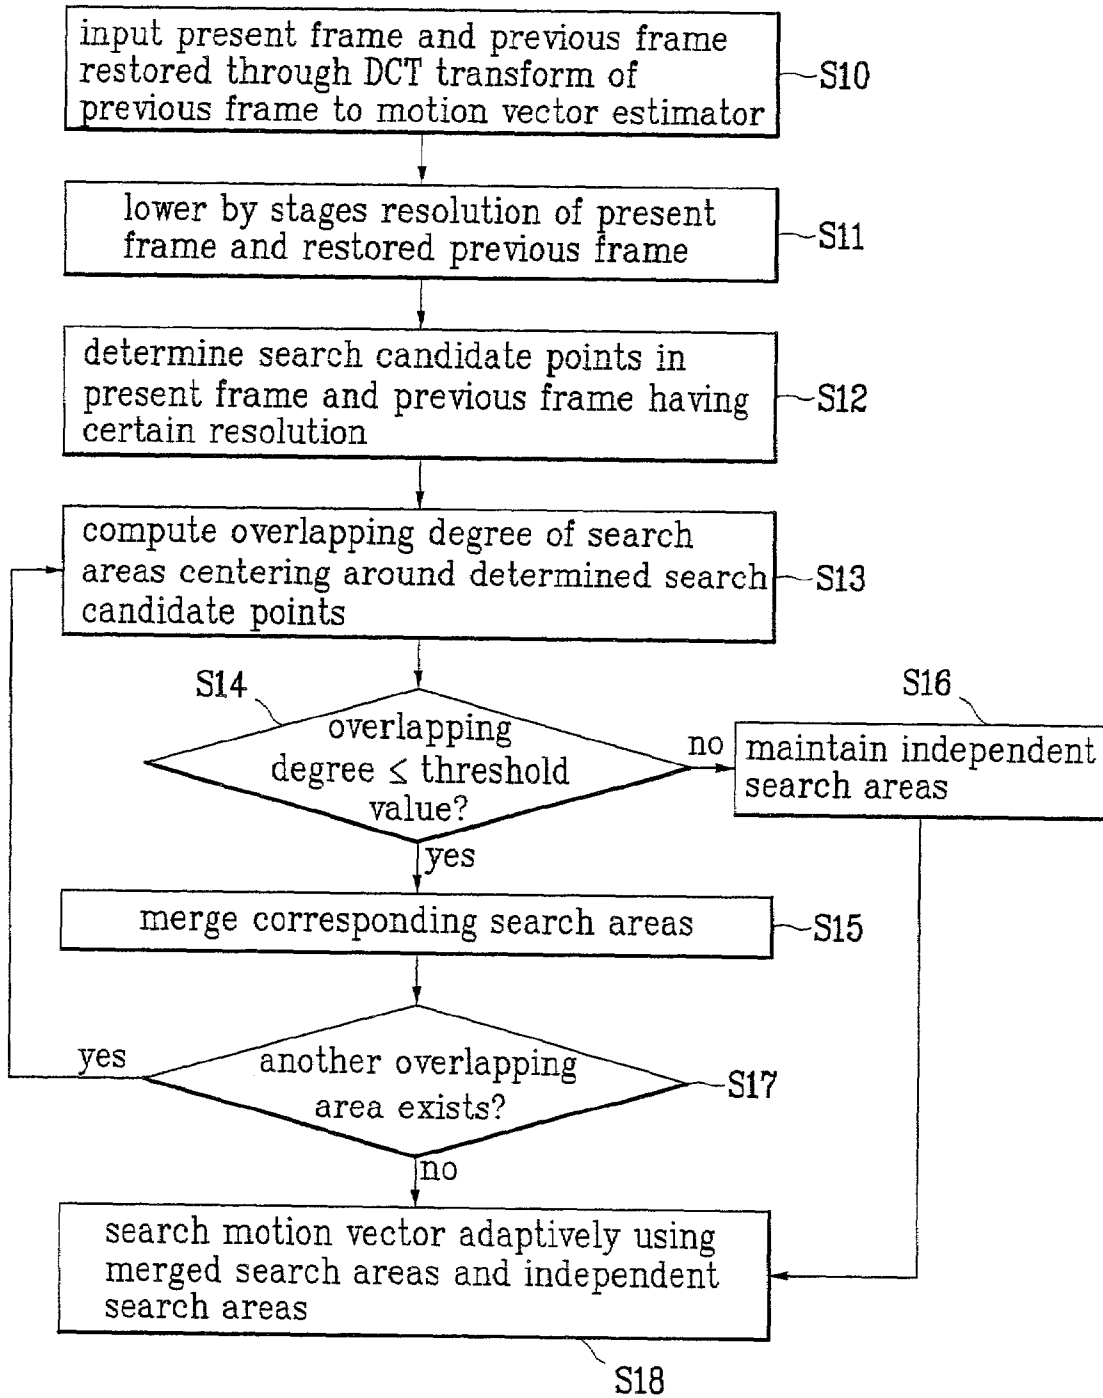 input present frame and previous frame
restored through DCT transform of
previous frame to motion vector estimator
S10
lower by stages resolution of present
frame and restored previous frame
S11
determine search candidate points in
present frame and previous frame having
certain resolution
S12
compute overlapping degree of search
areas centering around determined search
candidate points
S13
S14
overlapping
degree ≤ threshold
value?
no
S16
maintain independent
search areas
yes
merge corresponding search areas
S15
another overlapping
area exists?
S17
yes
no
search motion vector adaptively using
merged search areas and independent
search areas
S18